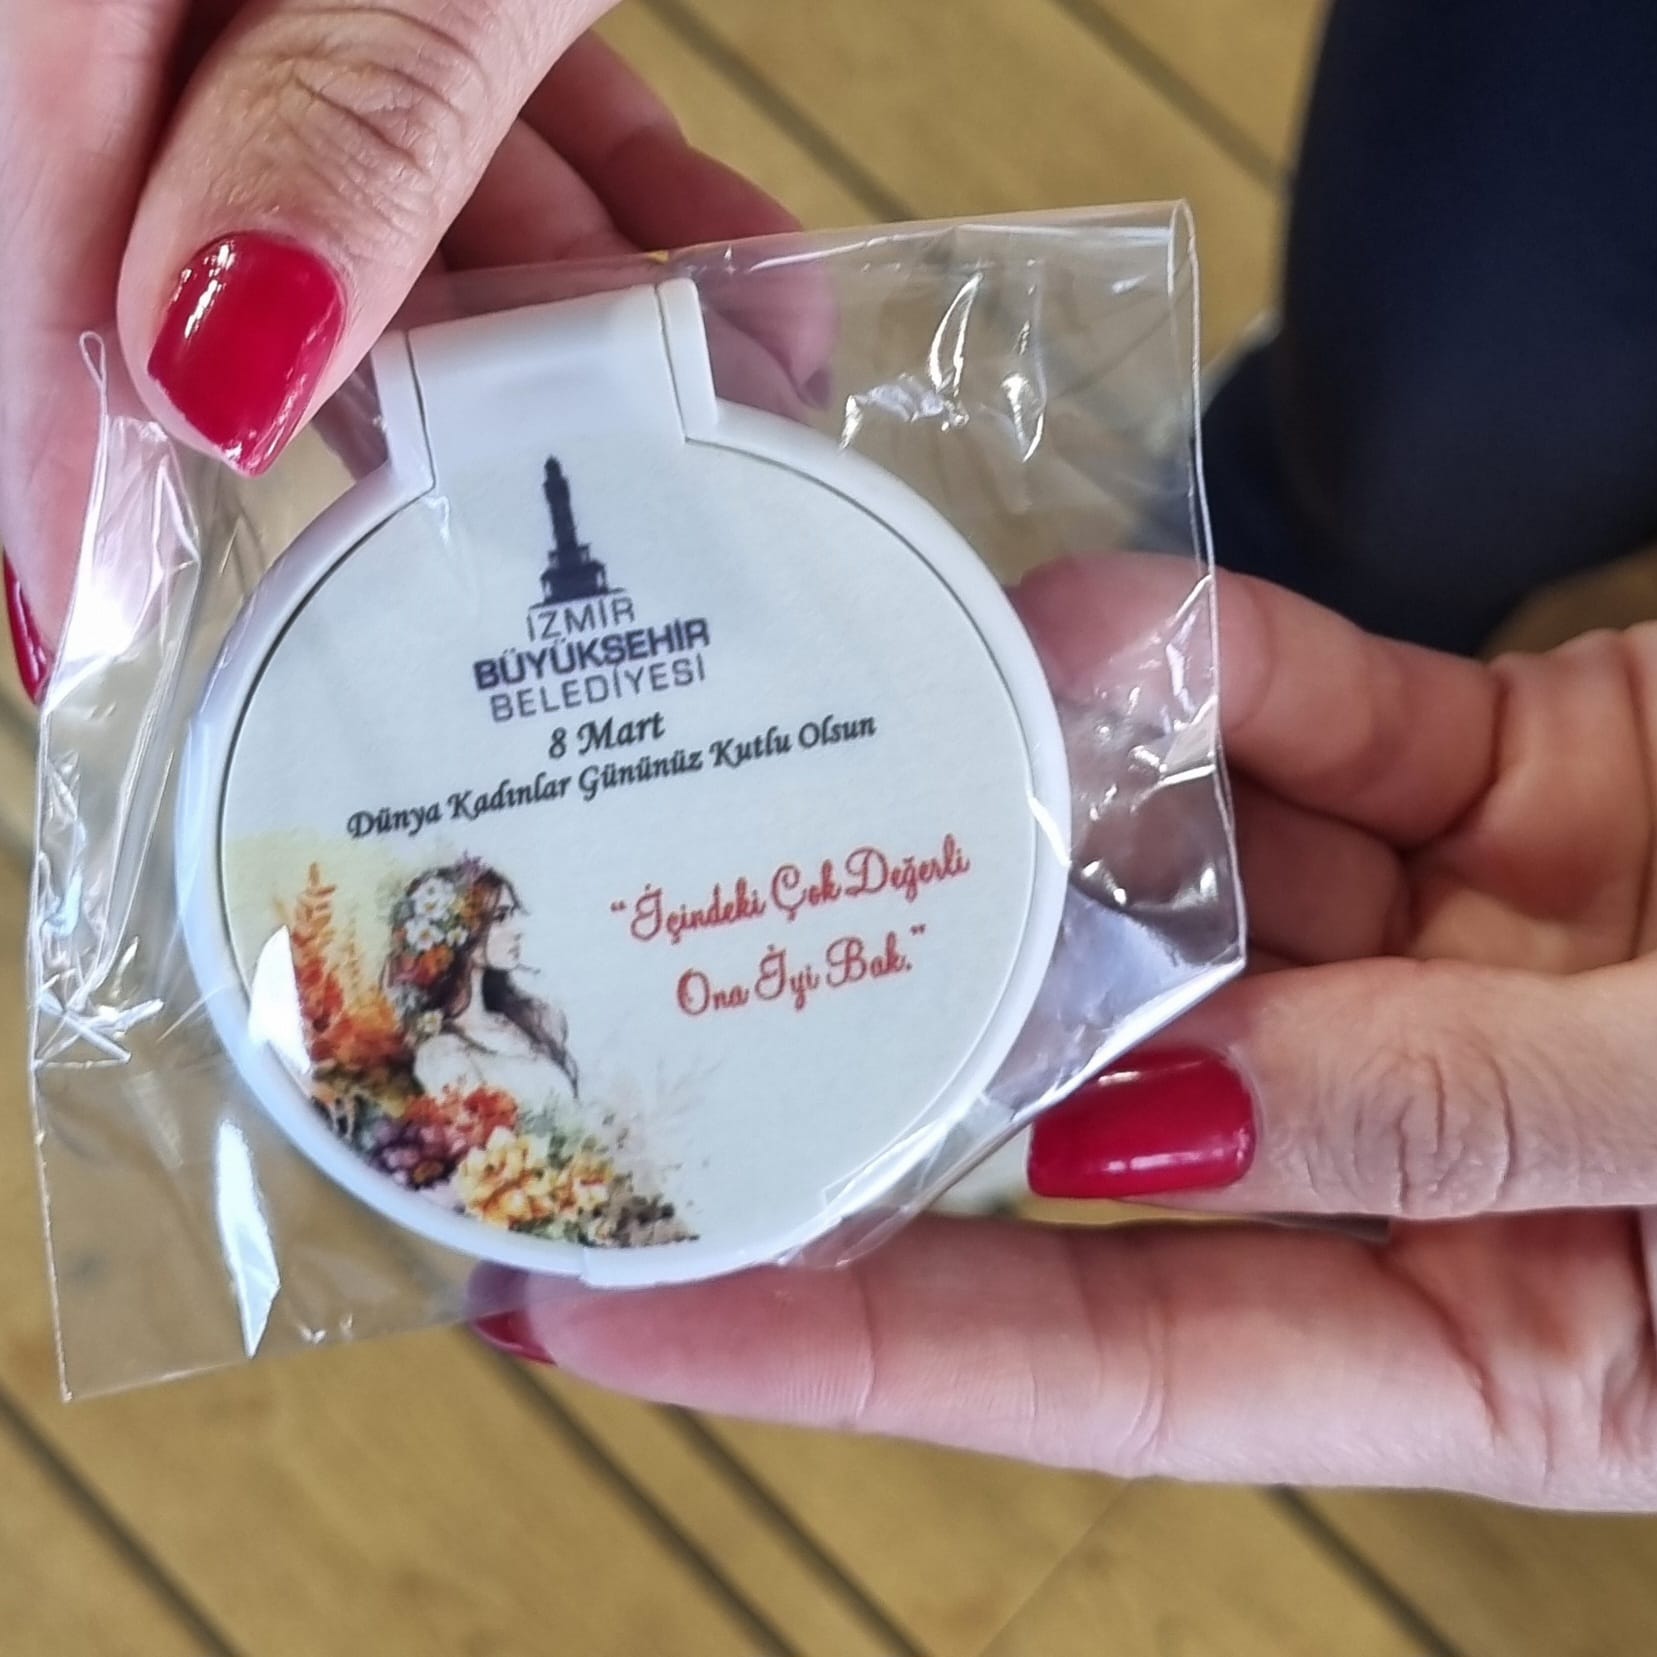 İZMİR
BÜYÜKŞEHİR
BELEDİYESİ
8 Mart
Dünya Kadınlar Gününüz Kutlu Olsun
“İçindeki Çok Değerli
Ona İyi Bak.”